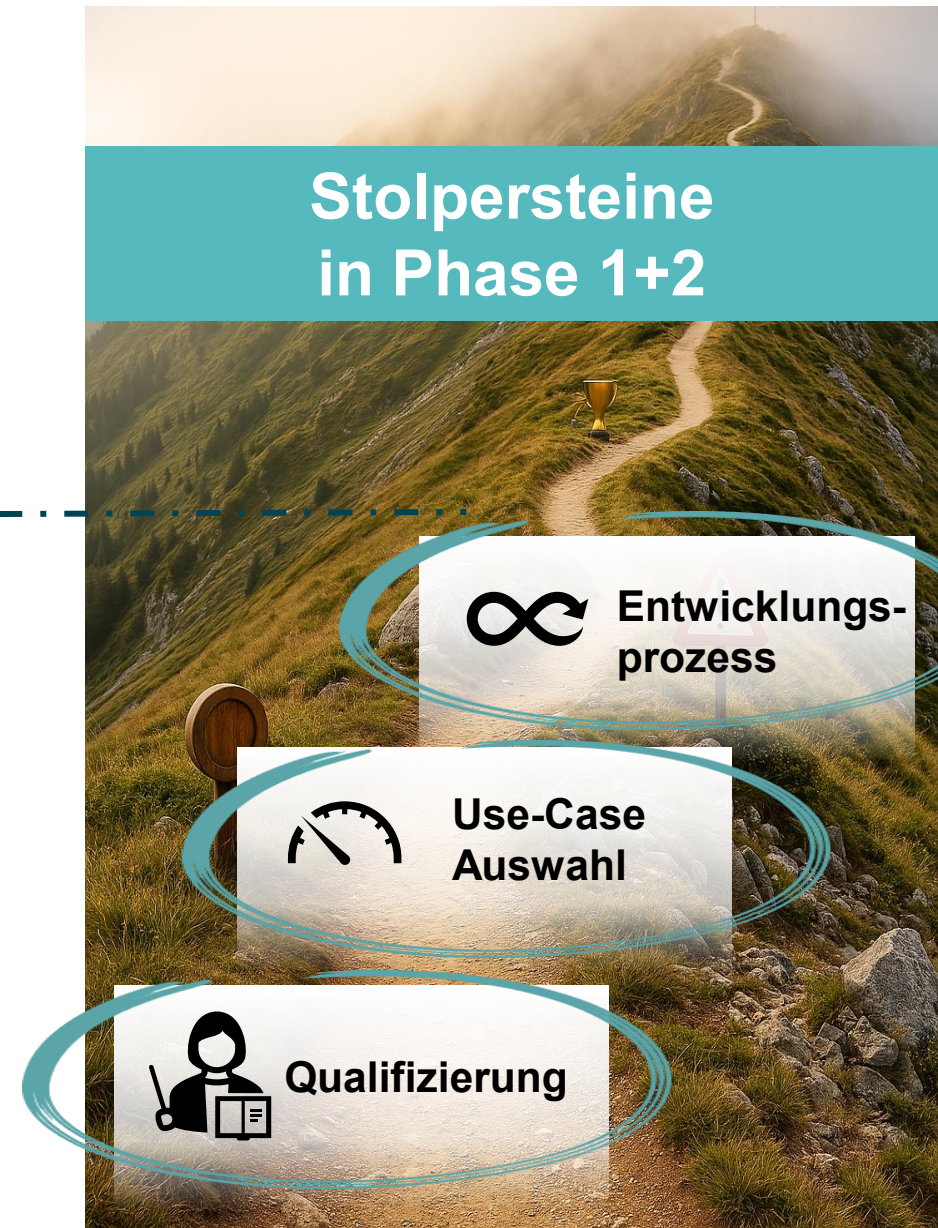 Stolpersteine
in Phase 1+2
Entwicklungs-
prozess
Use-Case
Auswahl
Qualifizierung